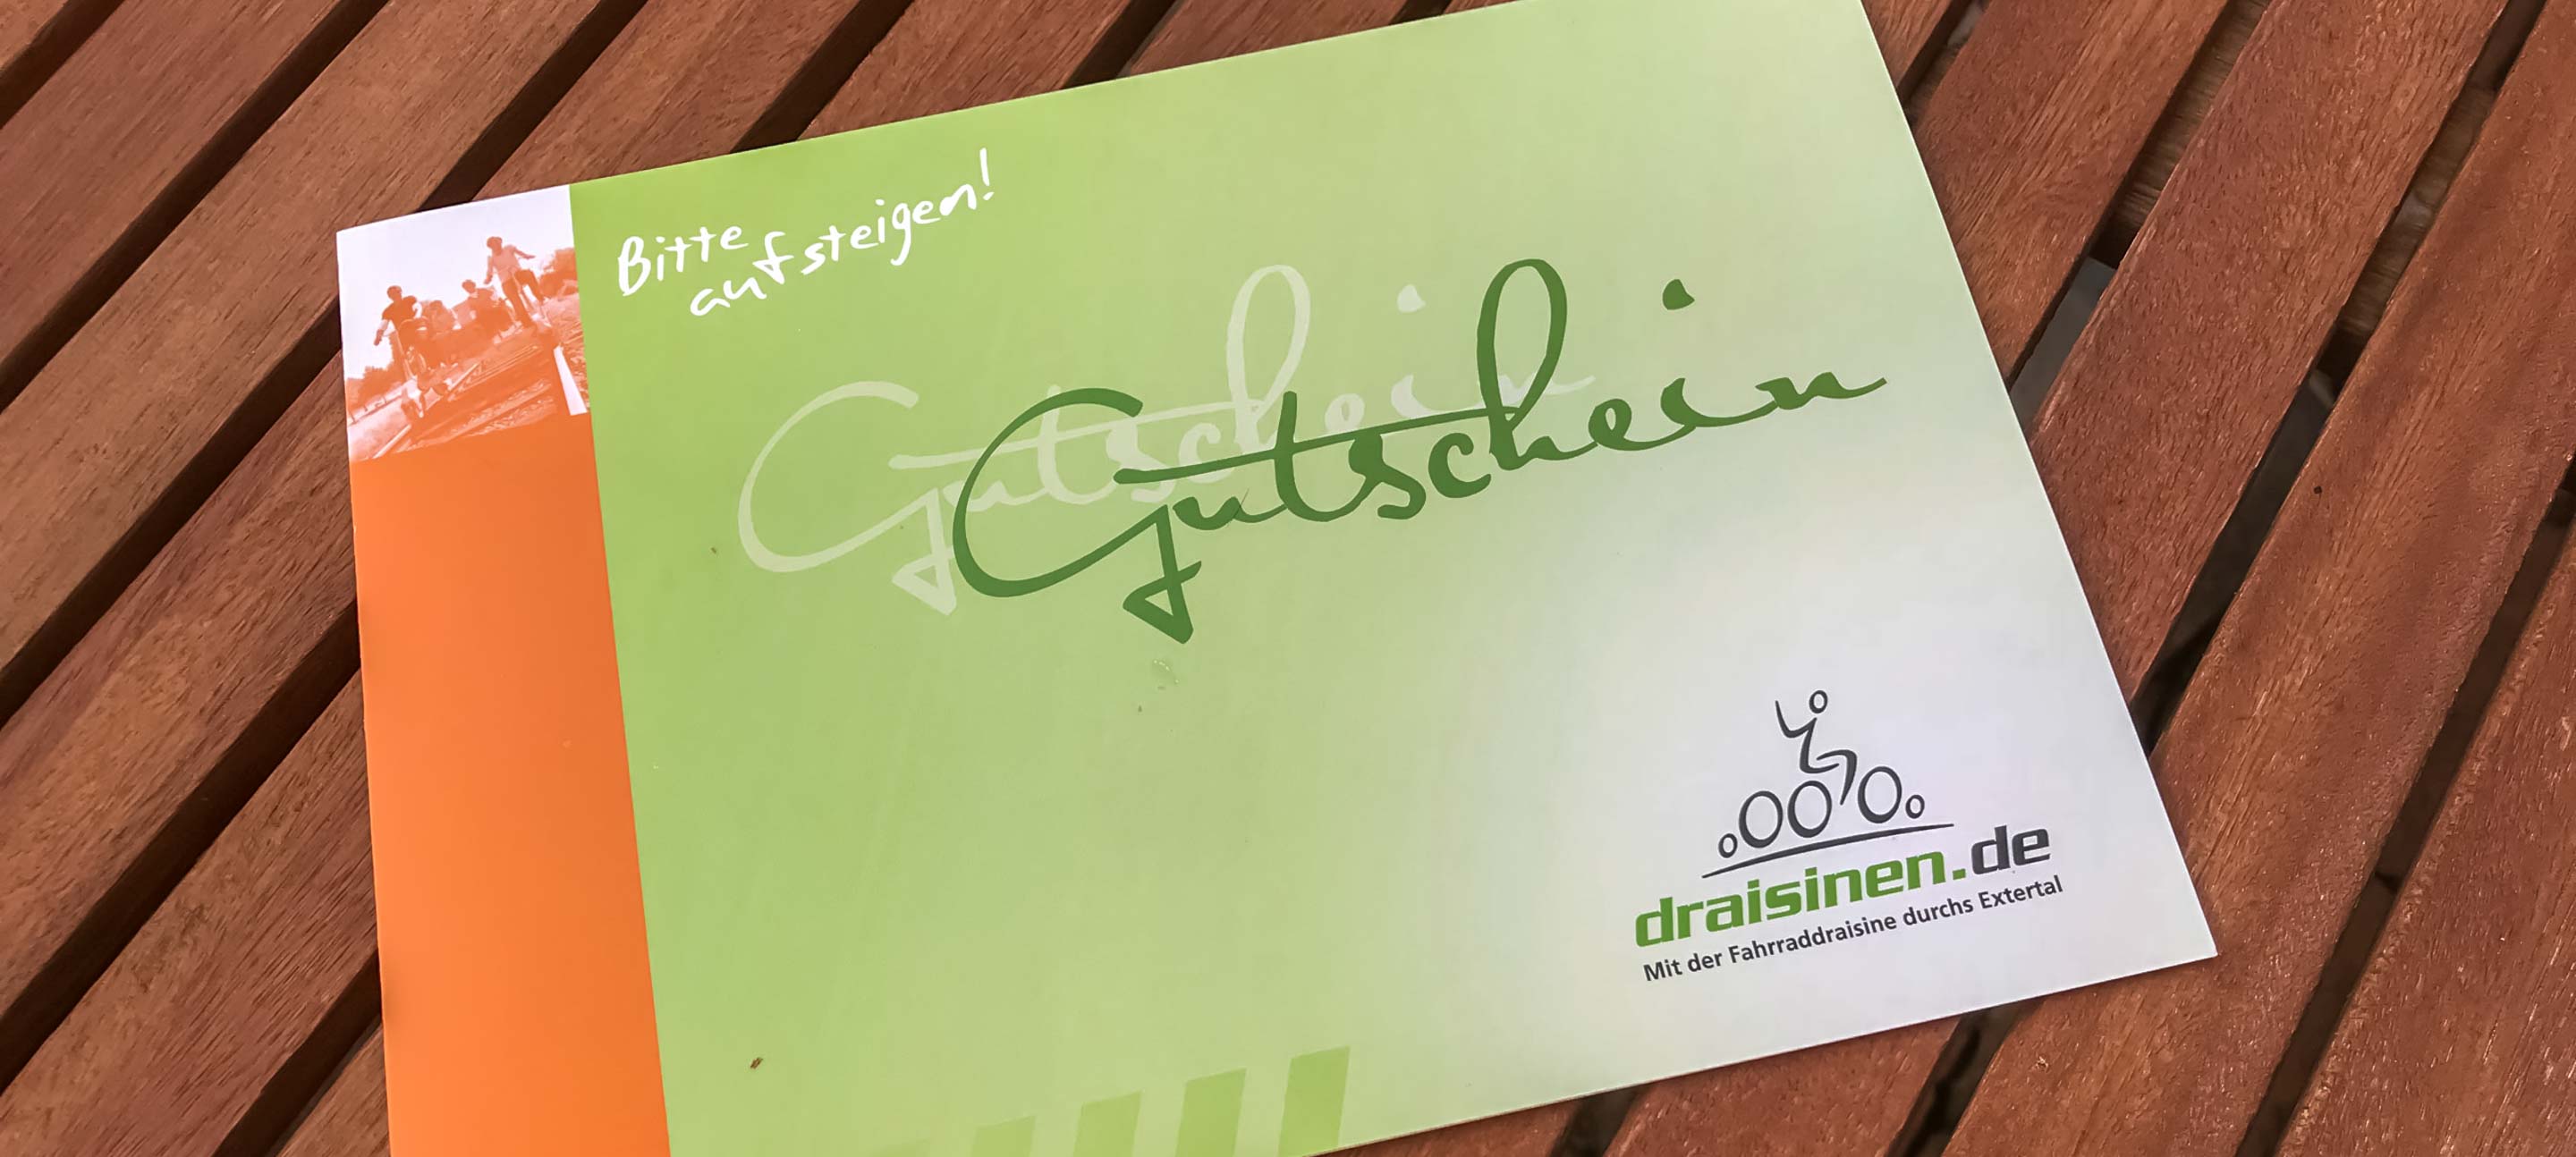 Bitte
aufsteigen!
Gutschein
Gutschein
draisinen.de
Mit der Fahrraddraisine durchs Extertal